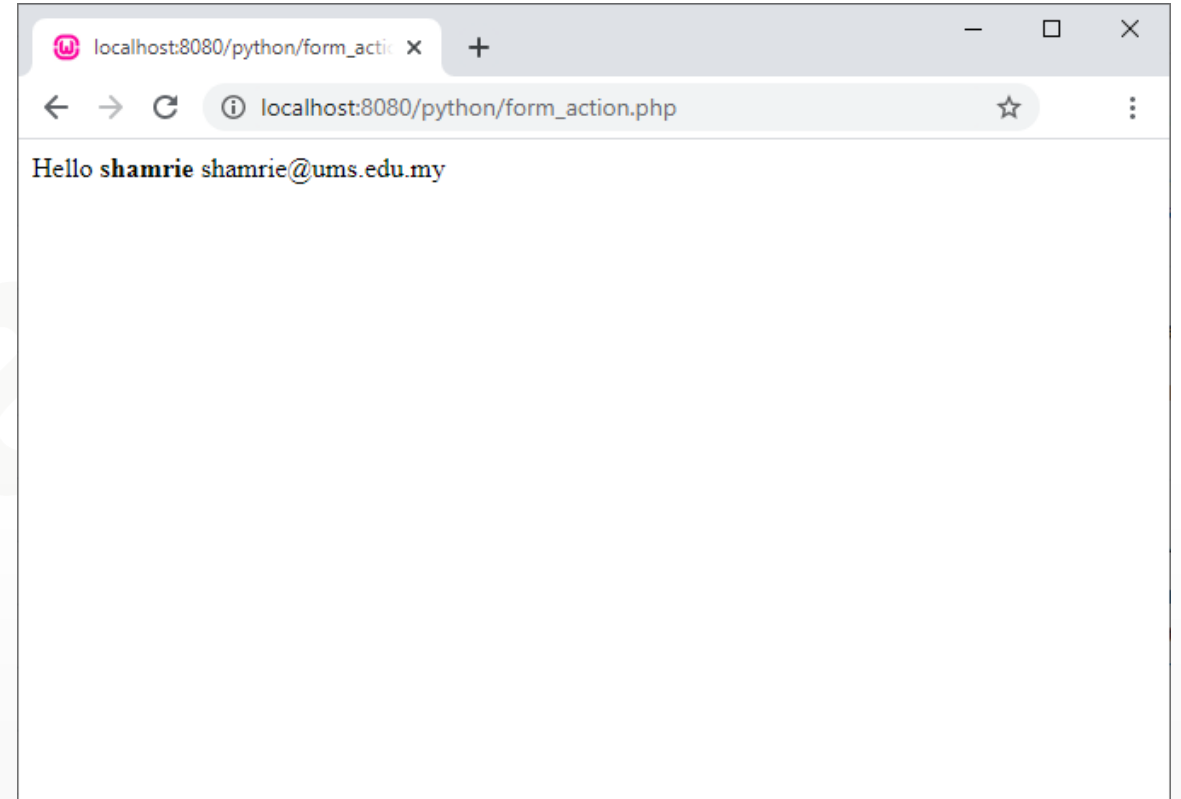 localhost:8080/python/form_actic
localhost:8080/python/form_action.php
Hello shamrie shamrie@ums.edu.my